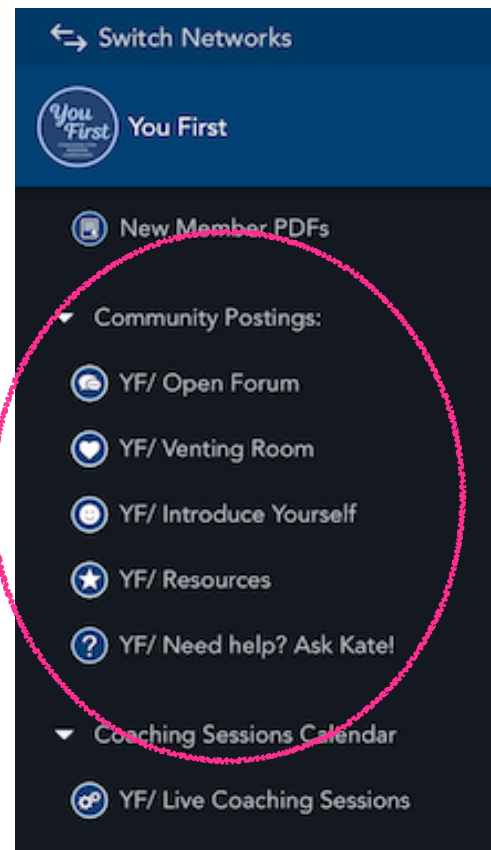 Switch Networks
You First
You First
New Member PDFs
Community Postings:
YF/ Open Forum
YF/ Venting Room
YF/ Introduce Yourself
YF/ Resources
YF/ Need help? Ask Kate!
Coaching Sessions Calendar
YF/ Live Coaching Sessions